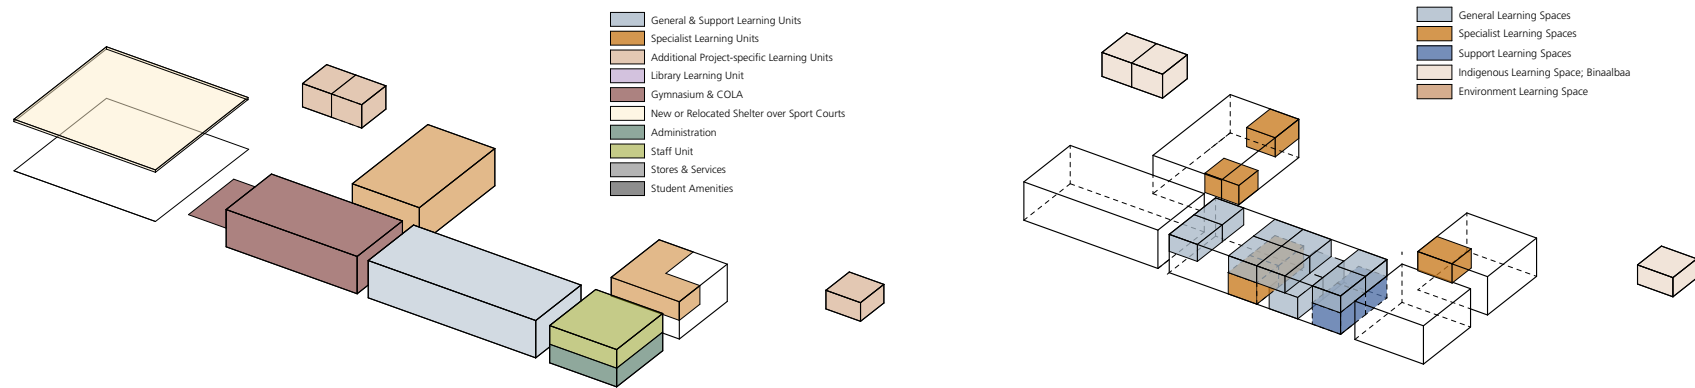 General & Support Learning Units
Specialist Learning Units
Additional Project-specific Learning Units
Library Learning Unit
Gymnasium & COLA
New or Relocated Shelter over Sport Courts
Administration
Staff Unit
Stores & Services
Student Amenities
General Learning Spaces
Specialist Learning Spaces
Support Learning Spaces
Indigenous Learning Space; Binaalbaa
Environment Learning Space